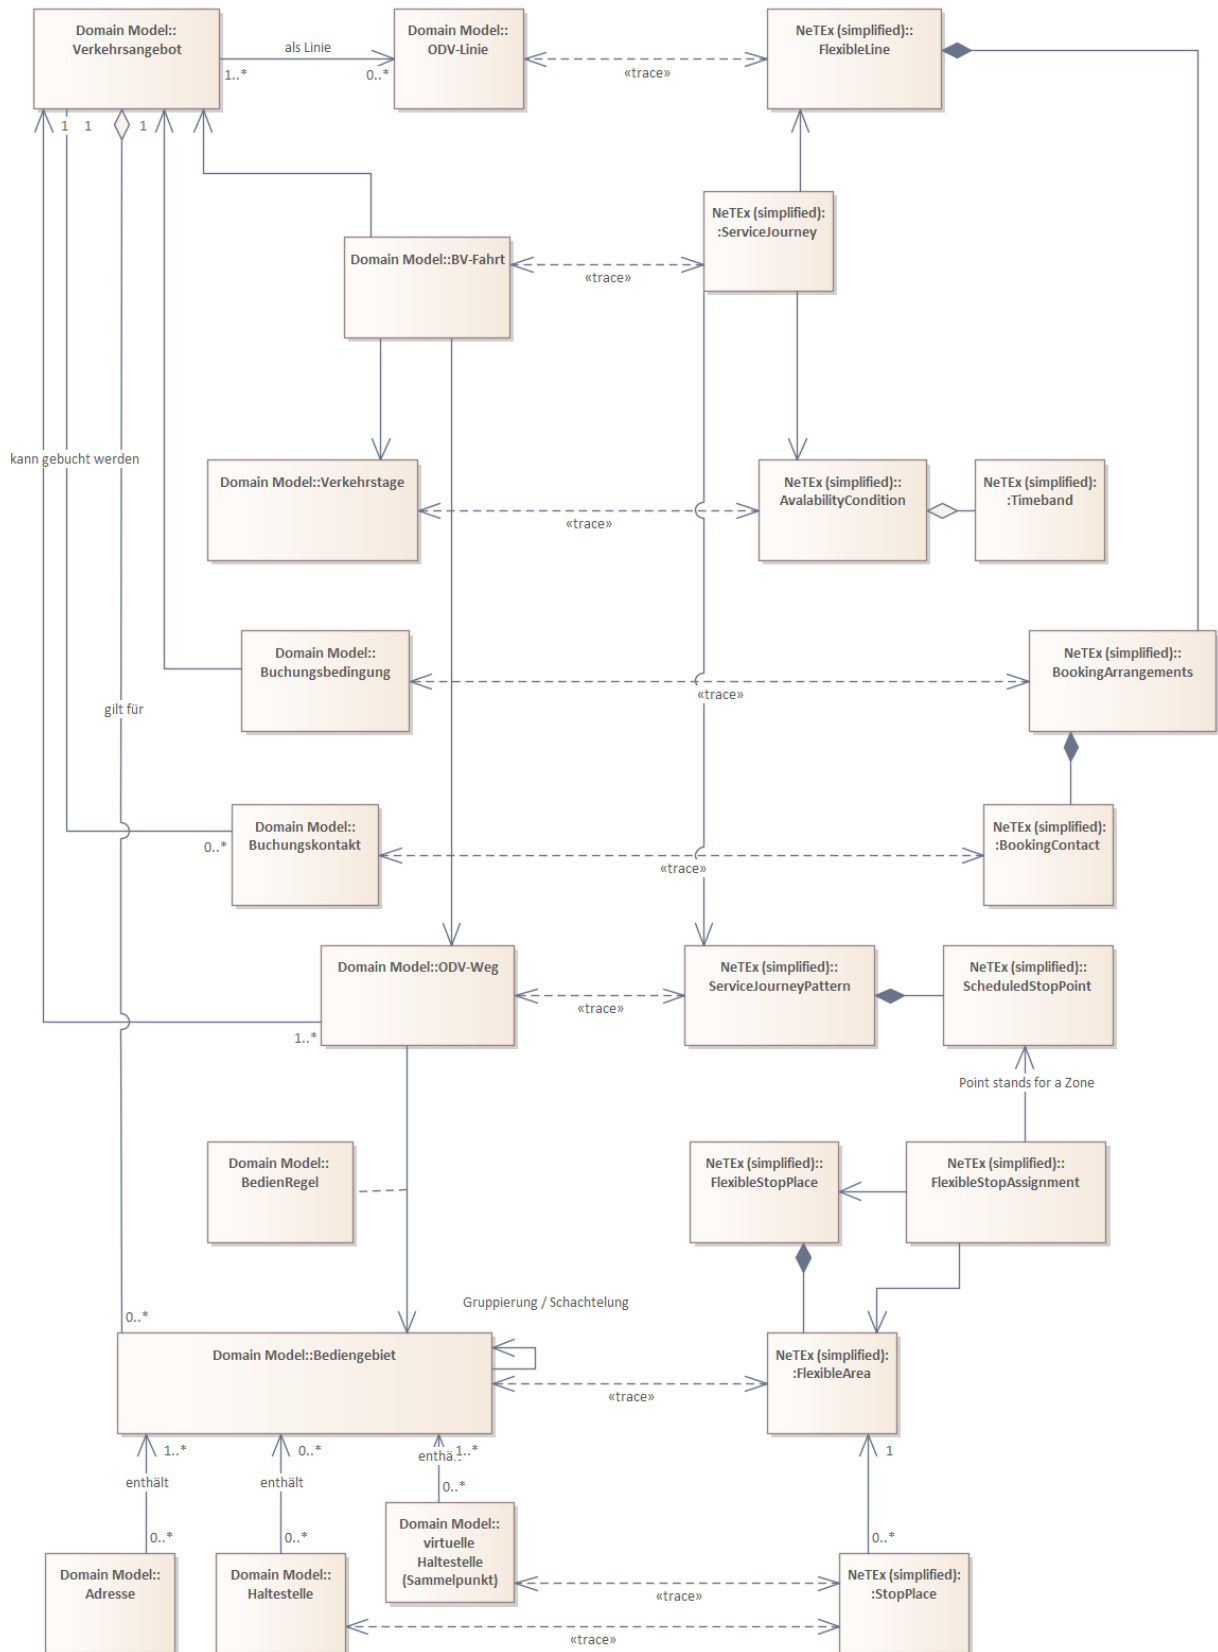 Domain Model::
Verkehrsangebot
als Linie
1..*
0..*
Domain Model::
ODV-Linie
«trace»
NeTEx (simplified)::
FlexibleLine
1
1
1
NeTEx (simplified):
:ServiceJourney
Domain Model::BV-Fahrt
«trace»
kann gebucht werden
Domain Model::Verkehrstage
«trace»
NeTEx (simplified)::
AvalabilityCondition
NeTEx (simplified):
:Timeband
Domain Model::
Buchungsbedingung
«trace»
NeTEx (simplified)::
BookingArrangements
gilt für
Domain Model::
Buchungskontakt
0..*
«trace»
NeTEx (simplified):
:BookingContact
Domain Model::ODV-Weg
1..*
«trace»
NeTEx (simplified)::
ServiceJourneyPattern
NeTEx (simplified)::
ScheduledStopPoint
Point stands for a Zone
Domain Model::
BedienRegel
NeTEx (simplified)::
FlexibleStopPlace
NeTEx (simplified)::
FlexibleStopAssignment
0..*
Gruppierung / Schachtelung
Domain Model::Bediengebiet
«trace»
NeTEx (simplified):
:FlexibleArea
1..*
0..*
1..*
1
enthält
enthält
enthä
0..*
0..*
0..*
0..*
Domain Model::
Adresse
Domain Model::
Haltestelle
Domain Model::
virtuelle
Haltestelle
(Sammelpunkt)
«trace»
«trace»
NeTEx (simplified):
:StopPlace